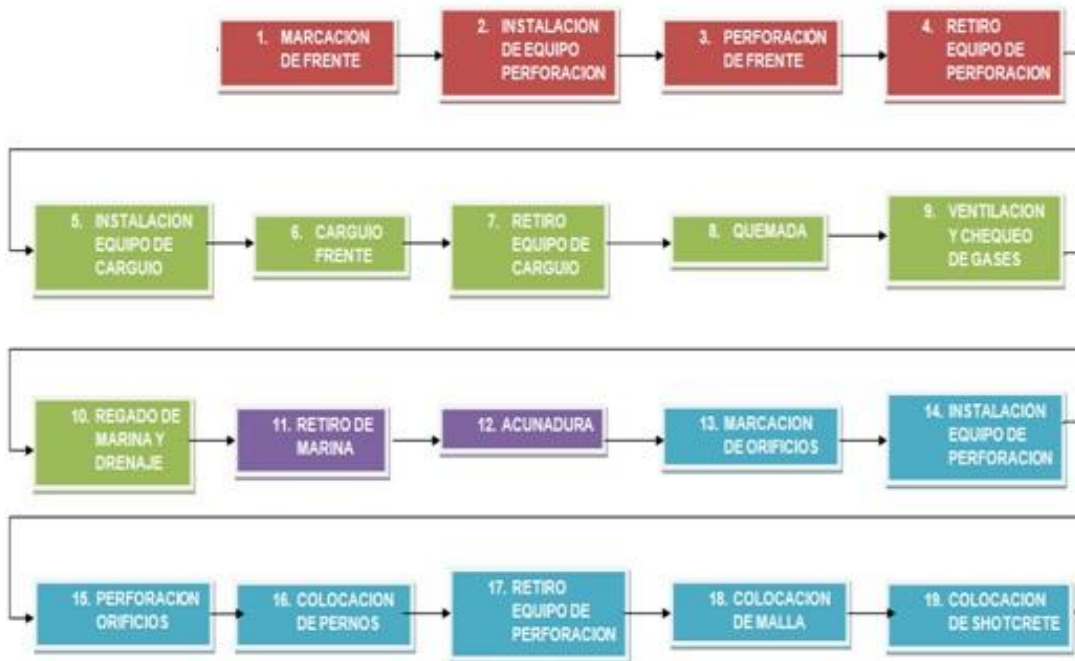 1. MARCACION
DE FRENTE
2. INSTALACIÓN
DE EQUIPO
PERFORACION
3. PERFORACION
DE FRENTE
4. RETIRO
EQUIPO DE
PERFORACION
5. INSTALACIÓN
EQUIPO DE
CARGUIO
6. CARGUIO
FRENTE
7. RETIRO
EQUIPO DE
CARGUIO
8. QUEMADA
9. VENTILACION
Y CHEQUEO
DE GASES
10. REGADO DE
MARINA Y
DRENAJE
11. RETIRO DE
MARINA
12. ACUNADURA
13. MARCACION
DE ORIFICIOS
14. INSTALACIÓN
EQUIPO DE
PERFORACION
15. PERFORACION
ORIFICIOS
16. COLOCACION
DE PERNOS
17. RETIRO
EQUIPO DE
PERFORACION
18. COLOCACION
DE MALLA
19. COLOCACION
DE SHOTCRETE